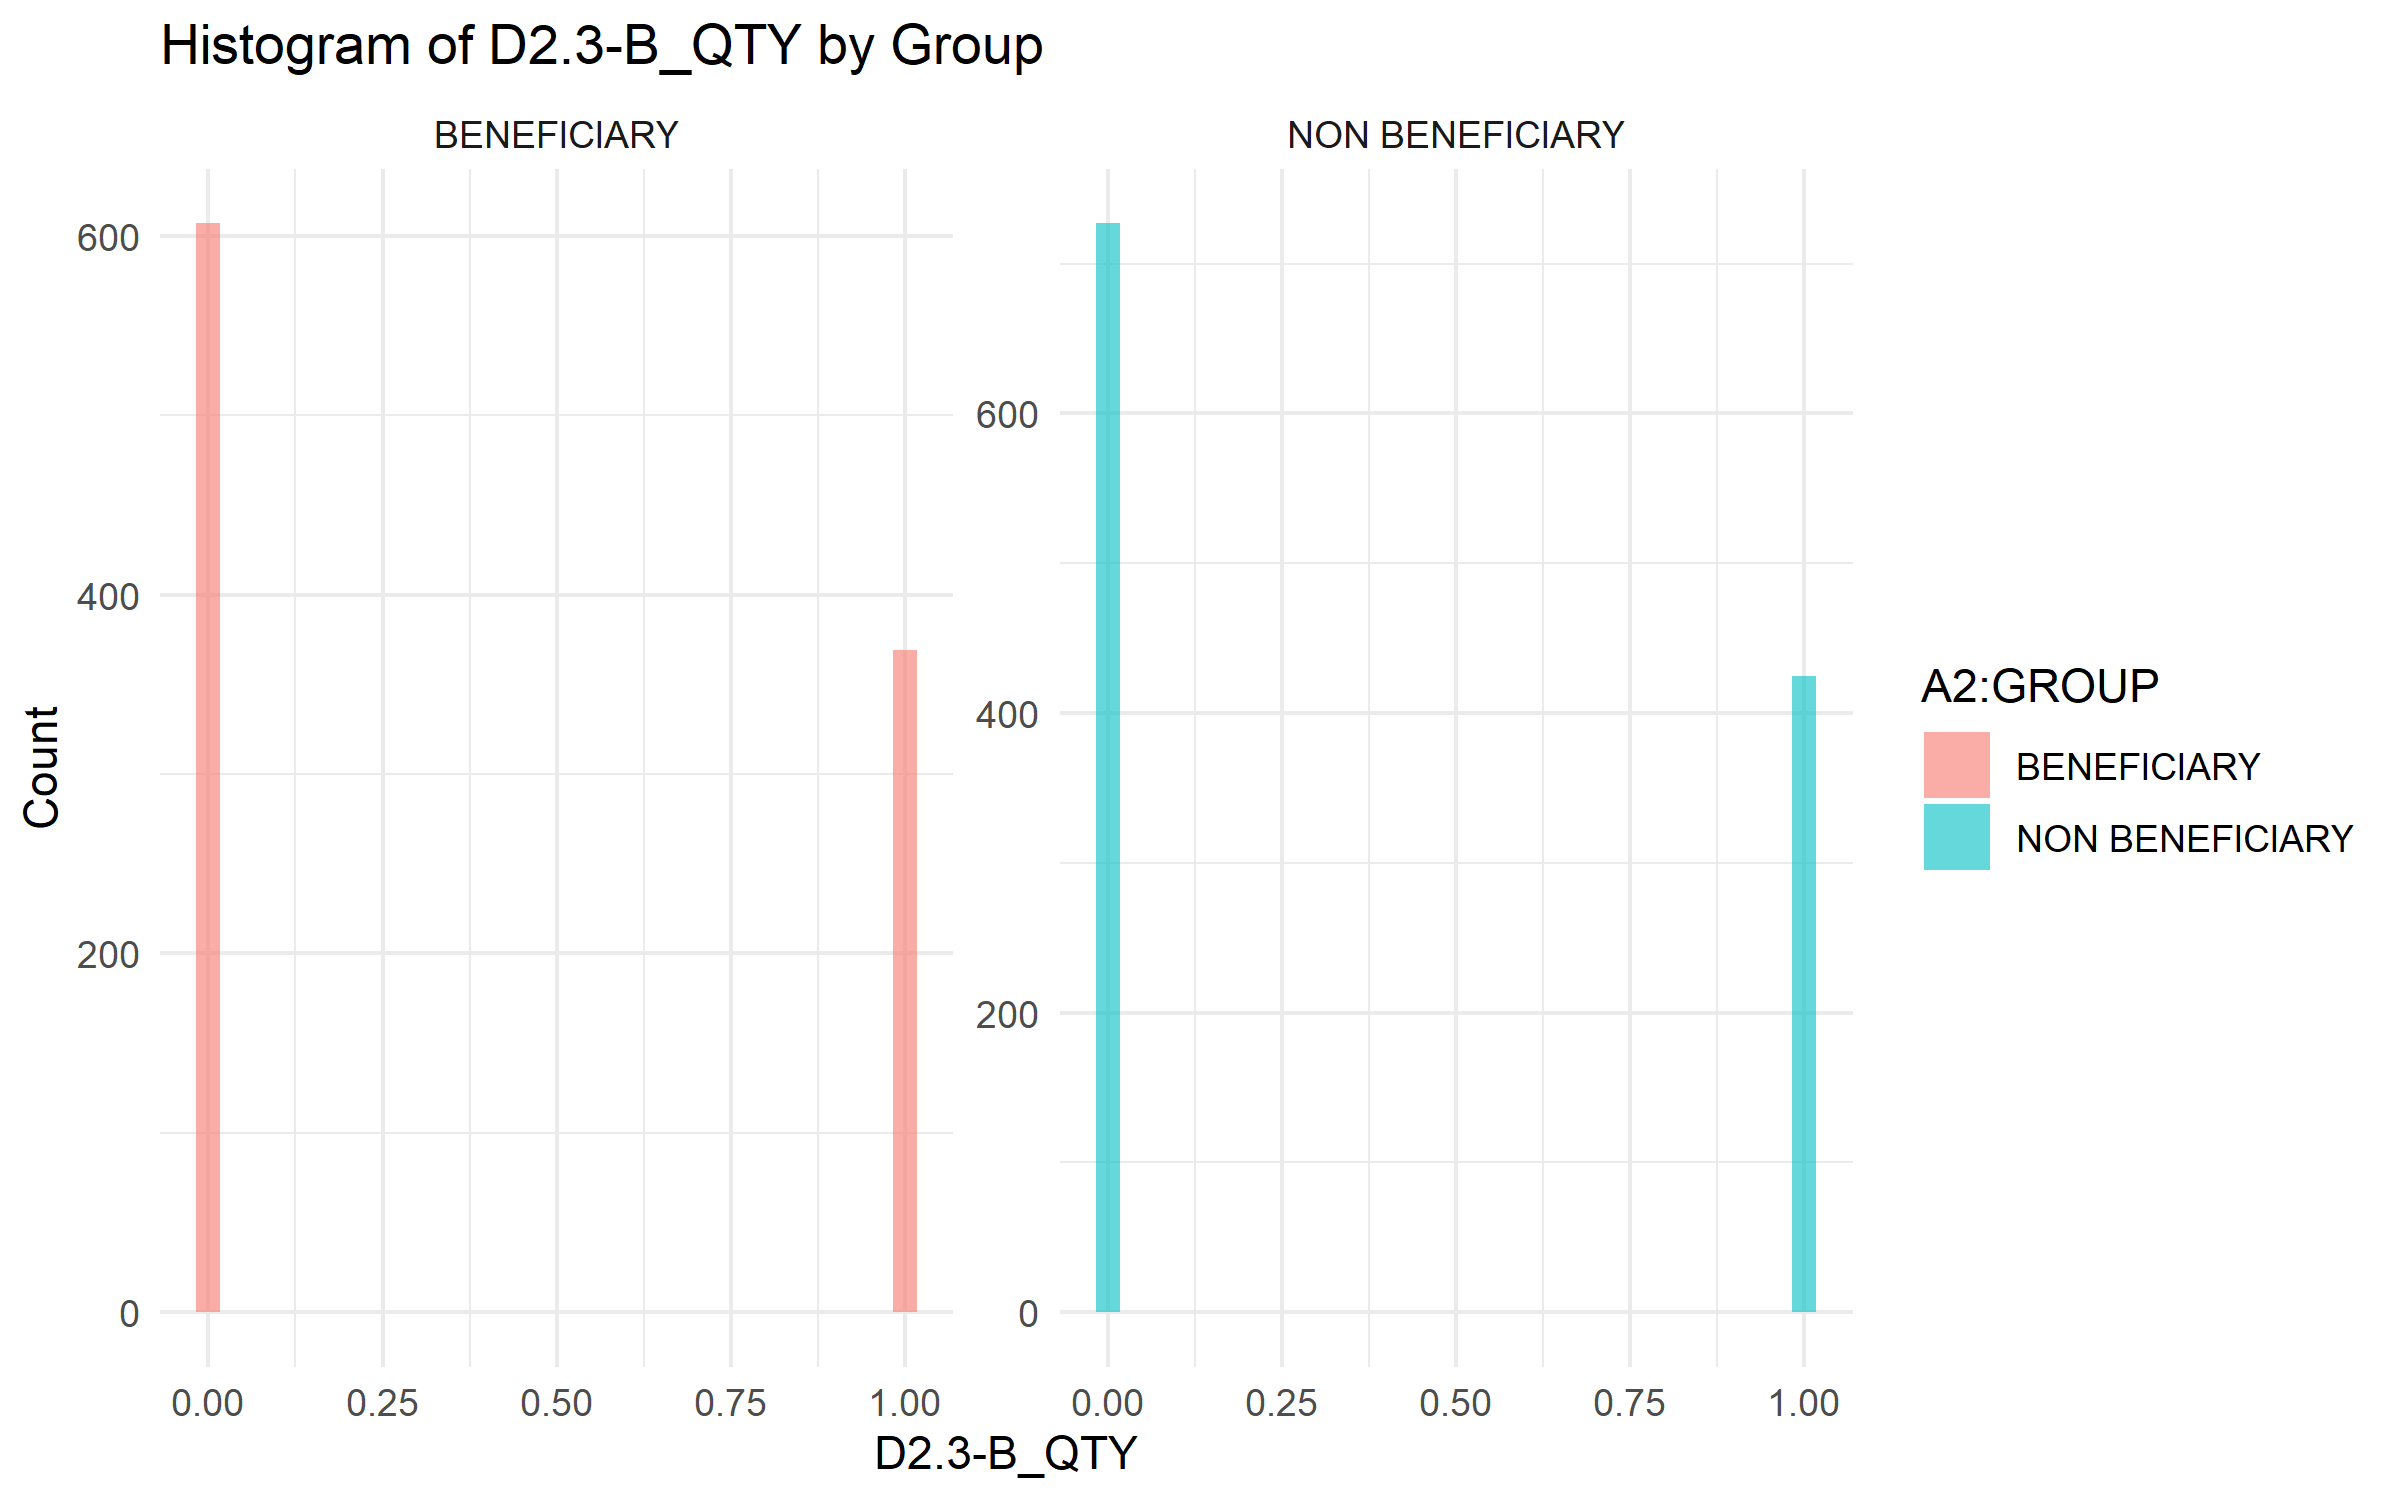 Histogram of D2.3-B_QTY by Group
BENEFICIARY
NON BENEFICIARY
600
400
200
0
600
400
200
0
Count
0.00 0.25 0.50 0.75 1.00
0.00 0.25 0.50 0.75 1.00
D2.3-B_QTY
A2:GROUP
BENEFICIARY
NON BENEFICIARY